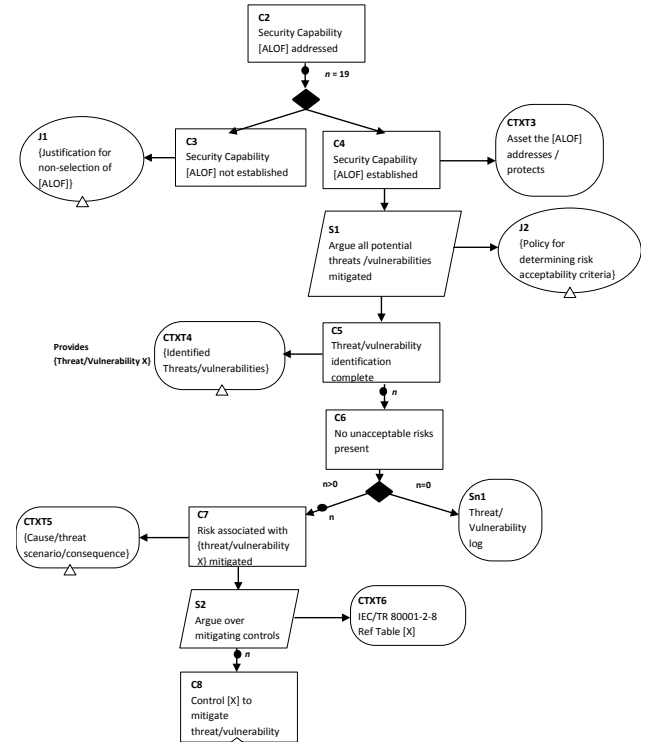 C2
Security Capability
[ALOF] addressed
n = 19
J1
{Justification for
non-selection of
[ALOF]}
C3
Security Capability
[ALOF] not established
C4
Security Capability
[ALOF] established
CTXT3
Asset the [ALOF]
addresses /
protects
S1
Argue all potential
threats /vulnerabilities
mitigated
J2
{Policy for
determining risk
acceptability criteria}
Provides
{Threat/Vulnerability X}
CTXT4
{Identified
Threats/vulnerabilities}
C5
Threat/vulnerability
identification
complete
n
C6
No unacceptable risks
present
n>0
n=0
n
Sn1
Threat/
Vulnerability
log
CTXT5
{Cause/threat
scenario/consequence}
C7
Risk associated with
{threat/vulnerability
X} mitigated
S2
Argue over
mitigating controls
CTXT6
IEC/TR 80001-2-8
Ref Table [X]
n
C8
Control [X] to
mitigate
threat/vulnerability